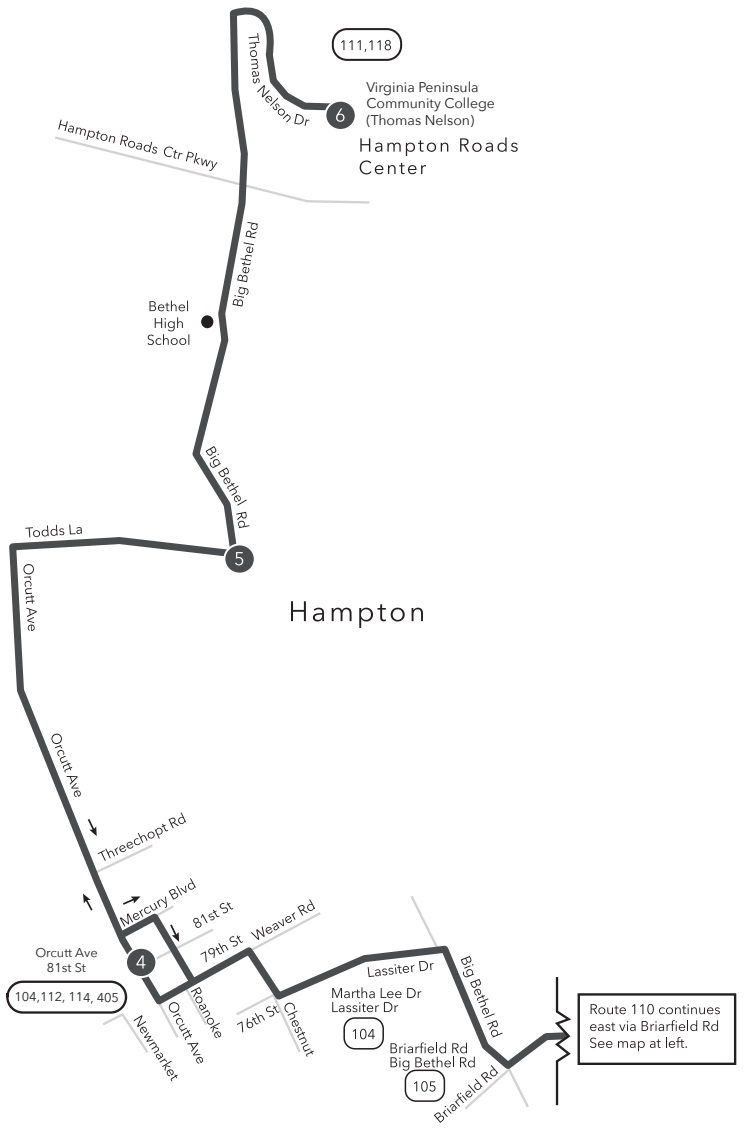 111,118
Thomas Nelson Dr
6
Virginia Peninsula
Community College
(Thomas Nelson)
Hampton Roads
Center
Hampton Roads Ctr Pkwy
Big Bethel Rd
Bethel
High
School
Big Bethel Rd
Todds La
5
Orcutt Ave
Hampton
Orcutt Ave
Threechopt Rd
Mercury Blvd
81st St
Weaver Rd
79th St
Orcutt Ave
81st St
4
104,112, 114, 405
Lassiter Dr
Big Bethel Rd
Roanoke
Orcutt Ave
76th St
Chestnut
Newmarket
Martha Lee Dr
Lassiter Dr
104
Briarfield Rd
Big Bethel Rd
105
Briarfield Rd
Route 110 continues
east via Briarfield Rd
See map at left.